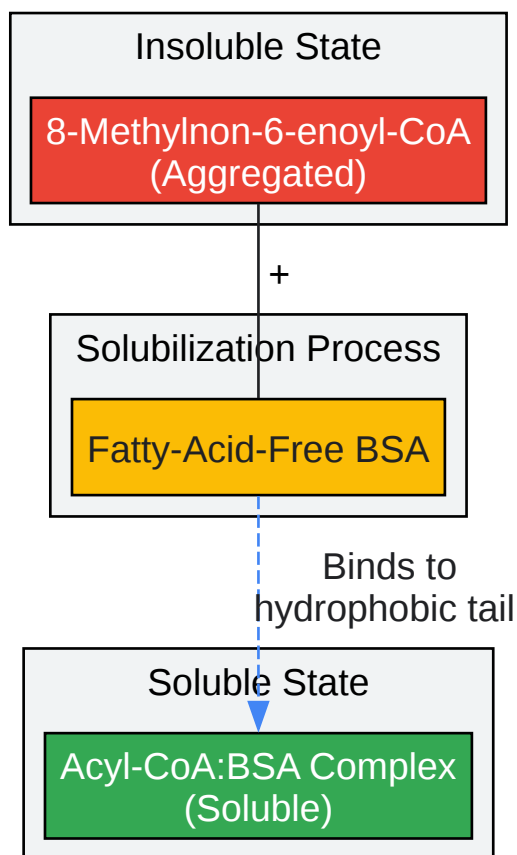 Insoluble State
8-Methylnon-6-enoyl-CoA
(Aggregated)
+
Solubilization Process
Fatty-Acid-Free BSA
Binds to
hydrophobic tail
Soluble State
Acyl-CoA:BSA Complex
(Soluble)